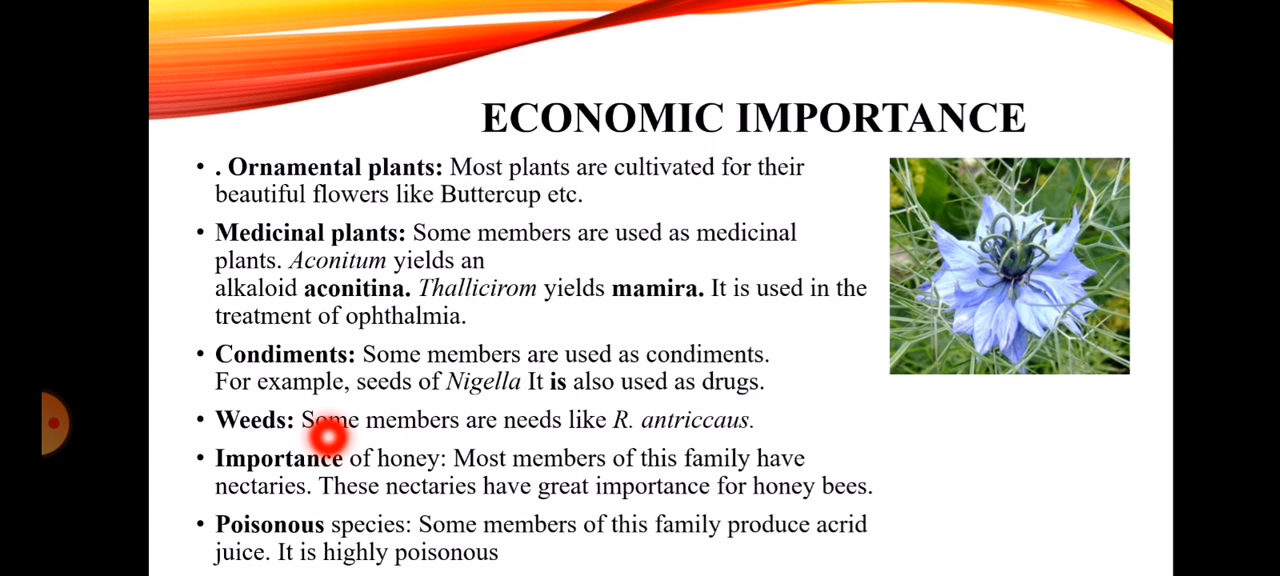 ECONOMIC IMPORTANCE
• . Ornamental plants: Most plants are cultivated for their
beautiful flowers like Buttercup etc.
• Medicinal plants: Some members are used as medicinal
plants. Aconitum yields an
alkaloid aconitina. Thallicirom yields mamira. It is used in the
treatment of ophthalmia.
• Condiments: Some members are used as condiments.
For example, seeds of Nigella It is also used as drugs.
• Weeds: Some members are needs like R. antriccaus.
• Importance of honey: Most members of this family have
nectaries. These nectaries have great importance for honey bees.
• Poisonous species: Some members of this family produce acrid
juice. It is highly poisonous